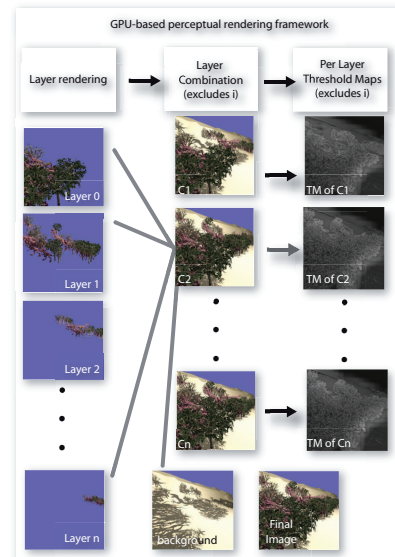 GPU-based perceptual rendering framework
Layer rendering
Layer
Combination
(excludes i)
Per Layer
Threshold Maps
(excludes i)
Layer 0
C1
TM of C1
Layer 1
C2
TM of C2
Layer 2
Cn
TM of Cn
Layer n
background
Final
Image